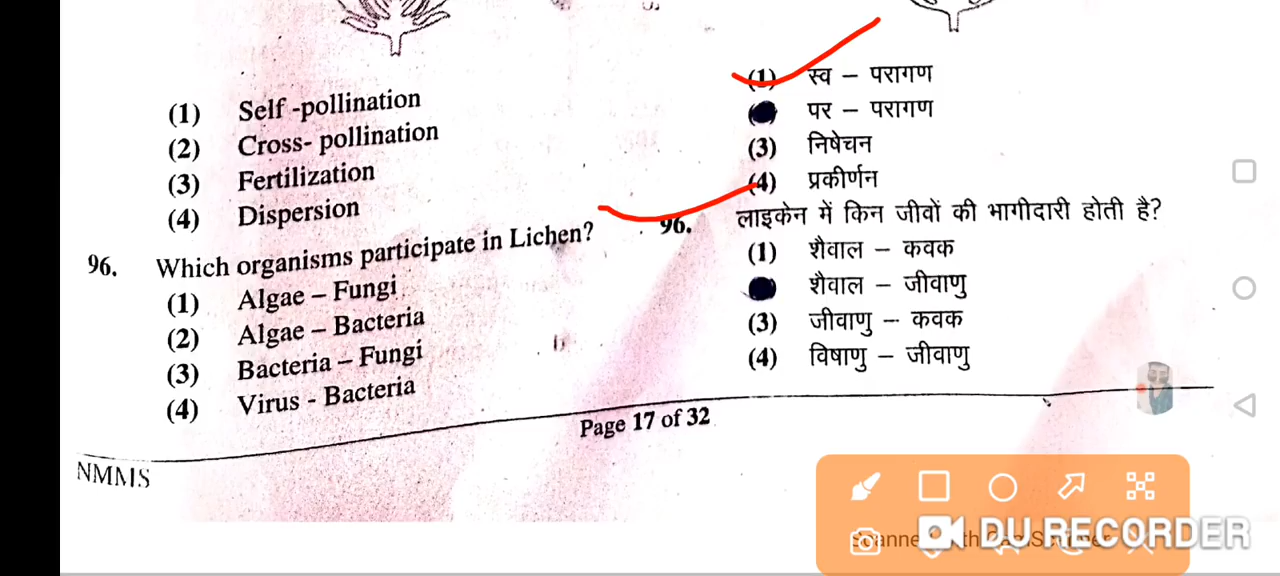 (1) Self -pollination
(2) Cross- pollination
(3) Fertilization
(4) Dispersion
96. Which organisms participate in Lichen?
(1) Algae – Fungi
(2) Algae – Bacteria
(3) Bacteria – Fungi
(4) Virus - Bacteria
(1) स्व – परागण
पर – परागण
(3) निषेचन
(4) प्रकीर्णन
96. लाइकेन में किन जीवों की भागीदारी होती है?
(1) शैवाल – कवक
शैवाल – जीवाणु
(3) जीवाणु – कवक
(4) विषाणु – जीवाणु
Page 17 of 32
NMMS
DU RECORDER